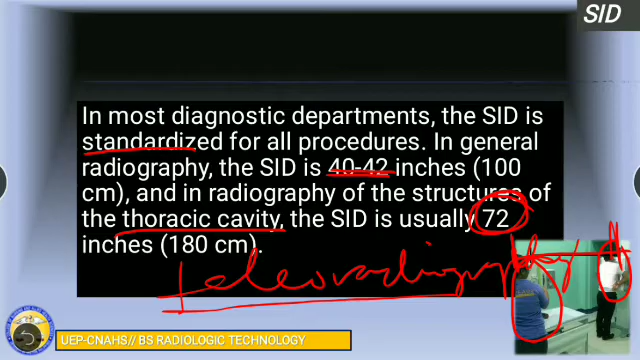 SID
In most diagnostic departments, the SID is
standardized for all procedures. In general
radiography, the SID is 40-42 inches (100
cm), and in radiography of the structures of
the thoracic cavity, the SID is usually 72
inches (180 cm).
teleoradiography
UEP-CNAHS// BS RADIOLOGIC TECHNOLOGY